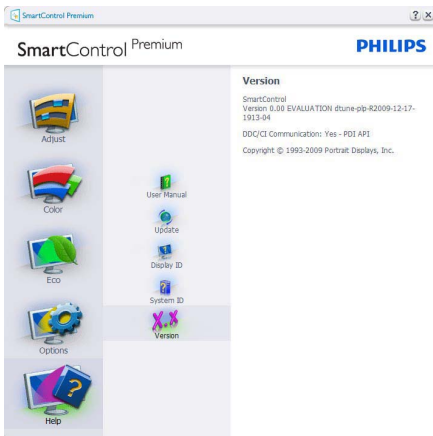 SmartControl Premium
? X
SmartControl Premium
PHILIPS
Adjust
Color
Eco
Options
Help
User Manual
Update
Display ID
System ID
X.X
Version
Version
SmartControl
Version 0.00 EVALUATION dtune-plp-R2009-12-17-
1913-04
DDC/CI Communication: Yes - PDI API
Copyright © 1993-2009 Portrait Displays, Inc.